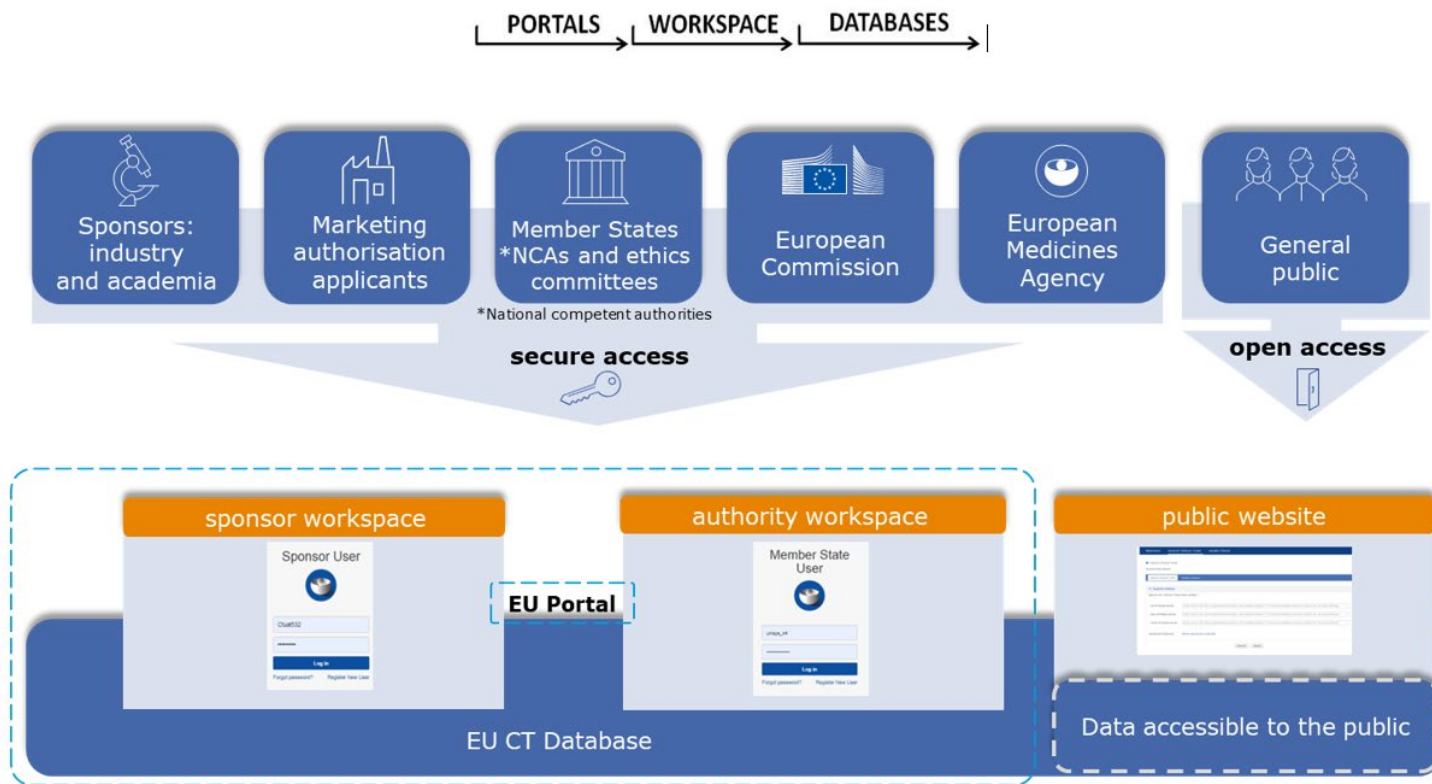 PORTALS WORKSPACE DATABASES
Sponsors:
industry
and academia
Marketing
authorisation
applicants
Member States
*NCAs and ethics
committees
European
Commission
European
Medicines
Agency
General
public
*National competent authorities
secure access
open access
sponsor workspace
authority workspace
public website
Sponsor User
Log in
Forgot password? Register New User
Member State
User
Log in
Forgot password? Register New User
EU Portal
EU CT Database
Data accessible to the public